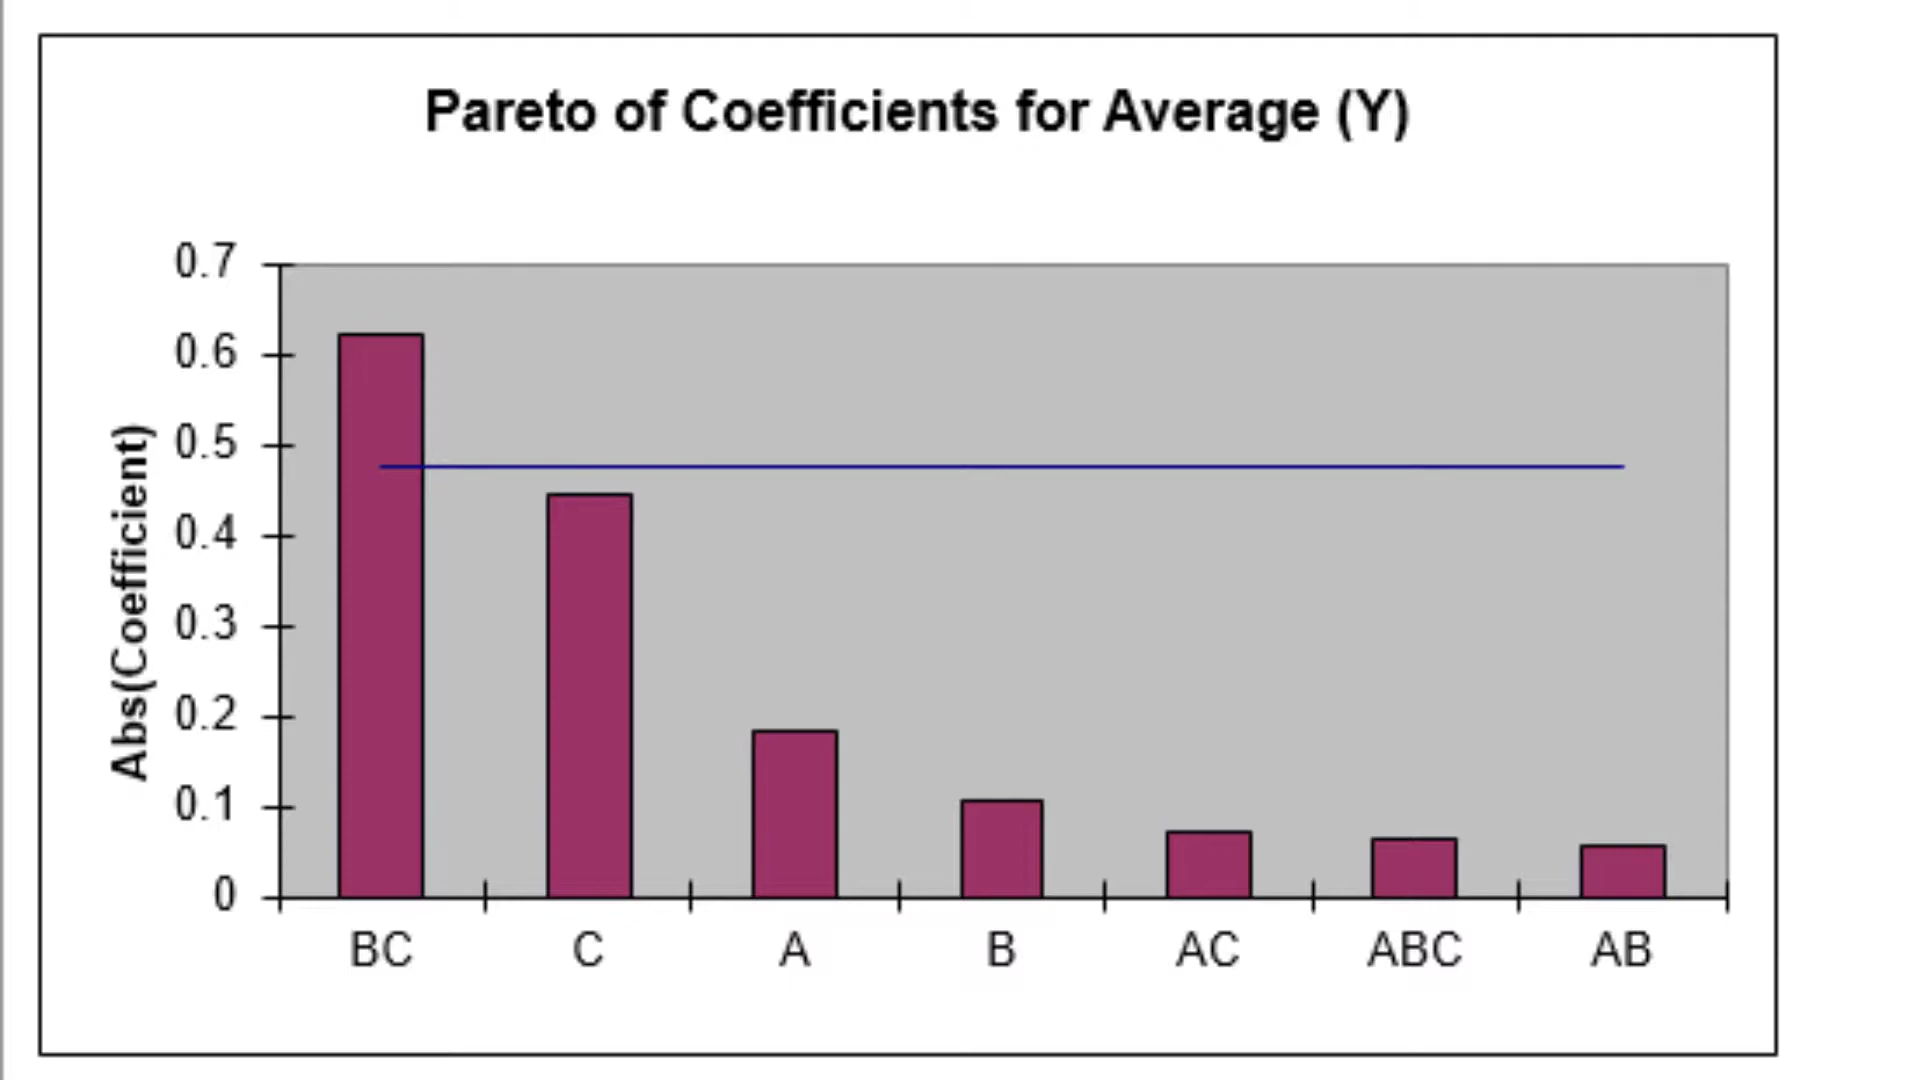 Pareto of Coefficients for Average (Y)
Abs(Coefficient)
0.7
0.6
0.5
0.4
0.3
0.2
0.1
0
BC C A B AC ABC AB